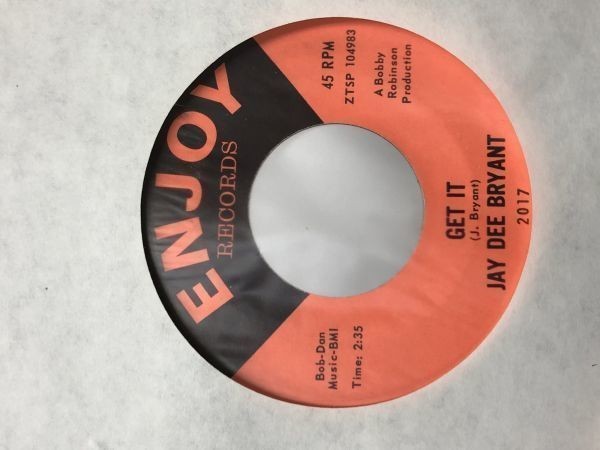 ENJOY
RECORDS
Bob-Dan
Music-BMI
Time: 2:35
45 RPM
ZTSP 104983
A Bobby
Robinson
Production
GET IT
(J. Bryant)
JAY DEE BRYANT
2017